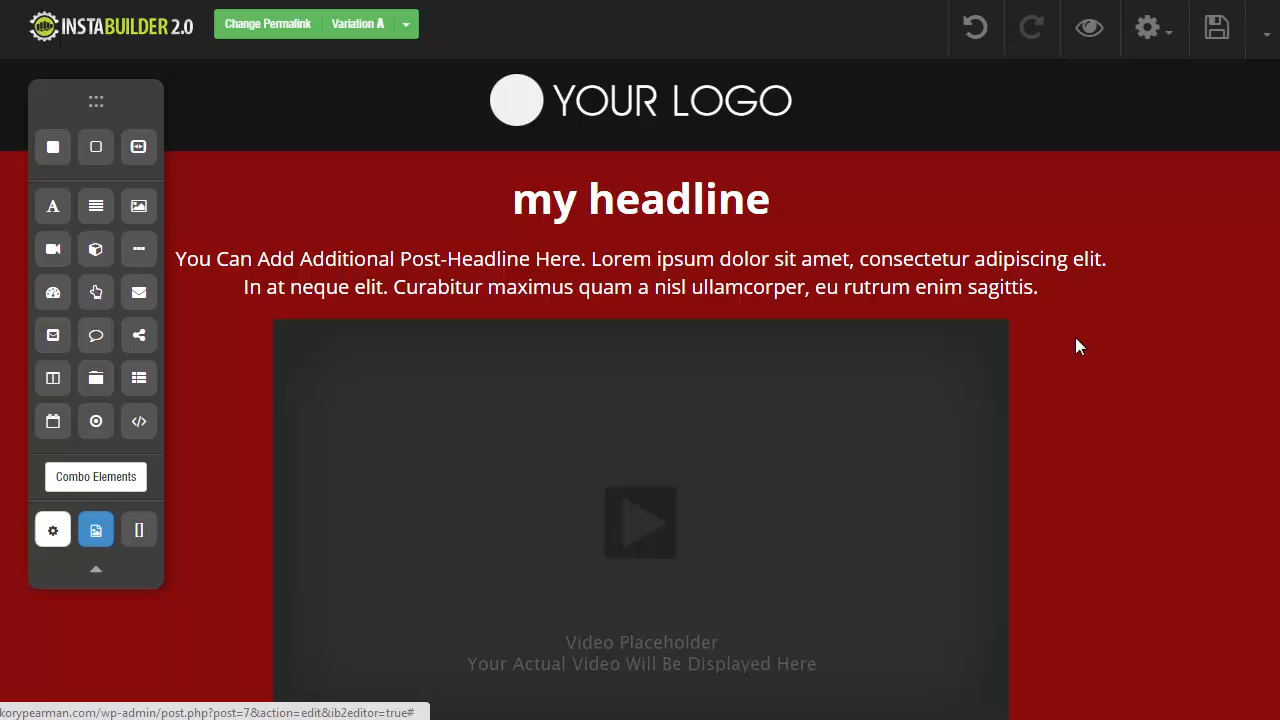 INSTABUILDER 2.0
Change Permalink
Variation A
YOUR LOGO
my headline
You Can Add Additional Post-Headline Here. Lorem ipsum dolor sit amet, consectetur adipiscing elit.
In at neque elit. Curabitur maximus quam a nisl ullamcorper, eu rutrum enim sagittis.
A
Combo Elements
[]
Video Placeholder
Your Actual Video Will Be Displayed Here
korypearman.com/wp-admin/post.php?post=7&action=edit&ib2editor=true#